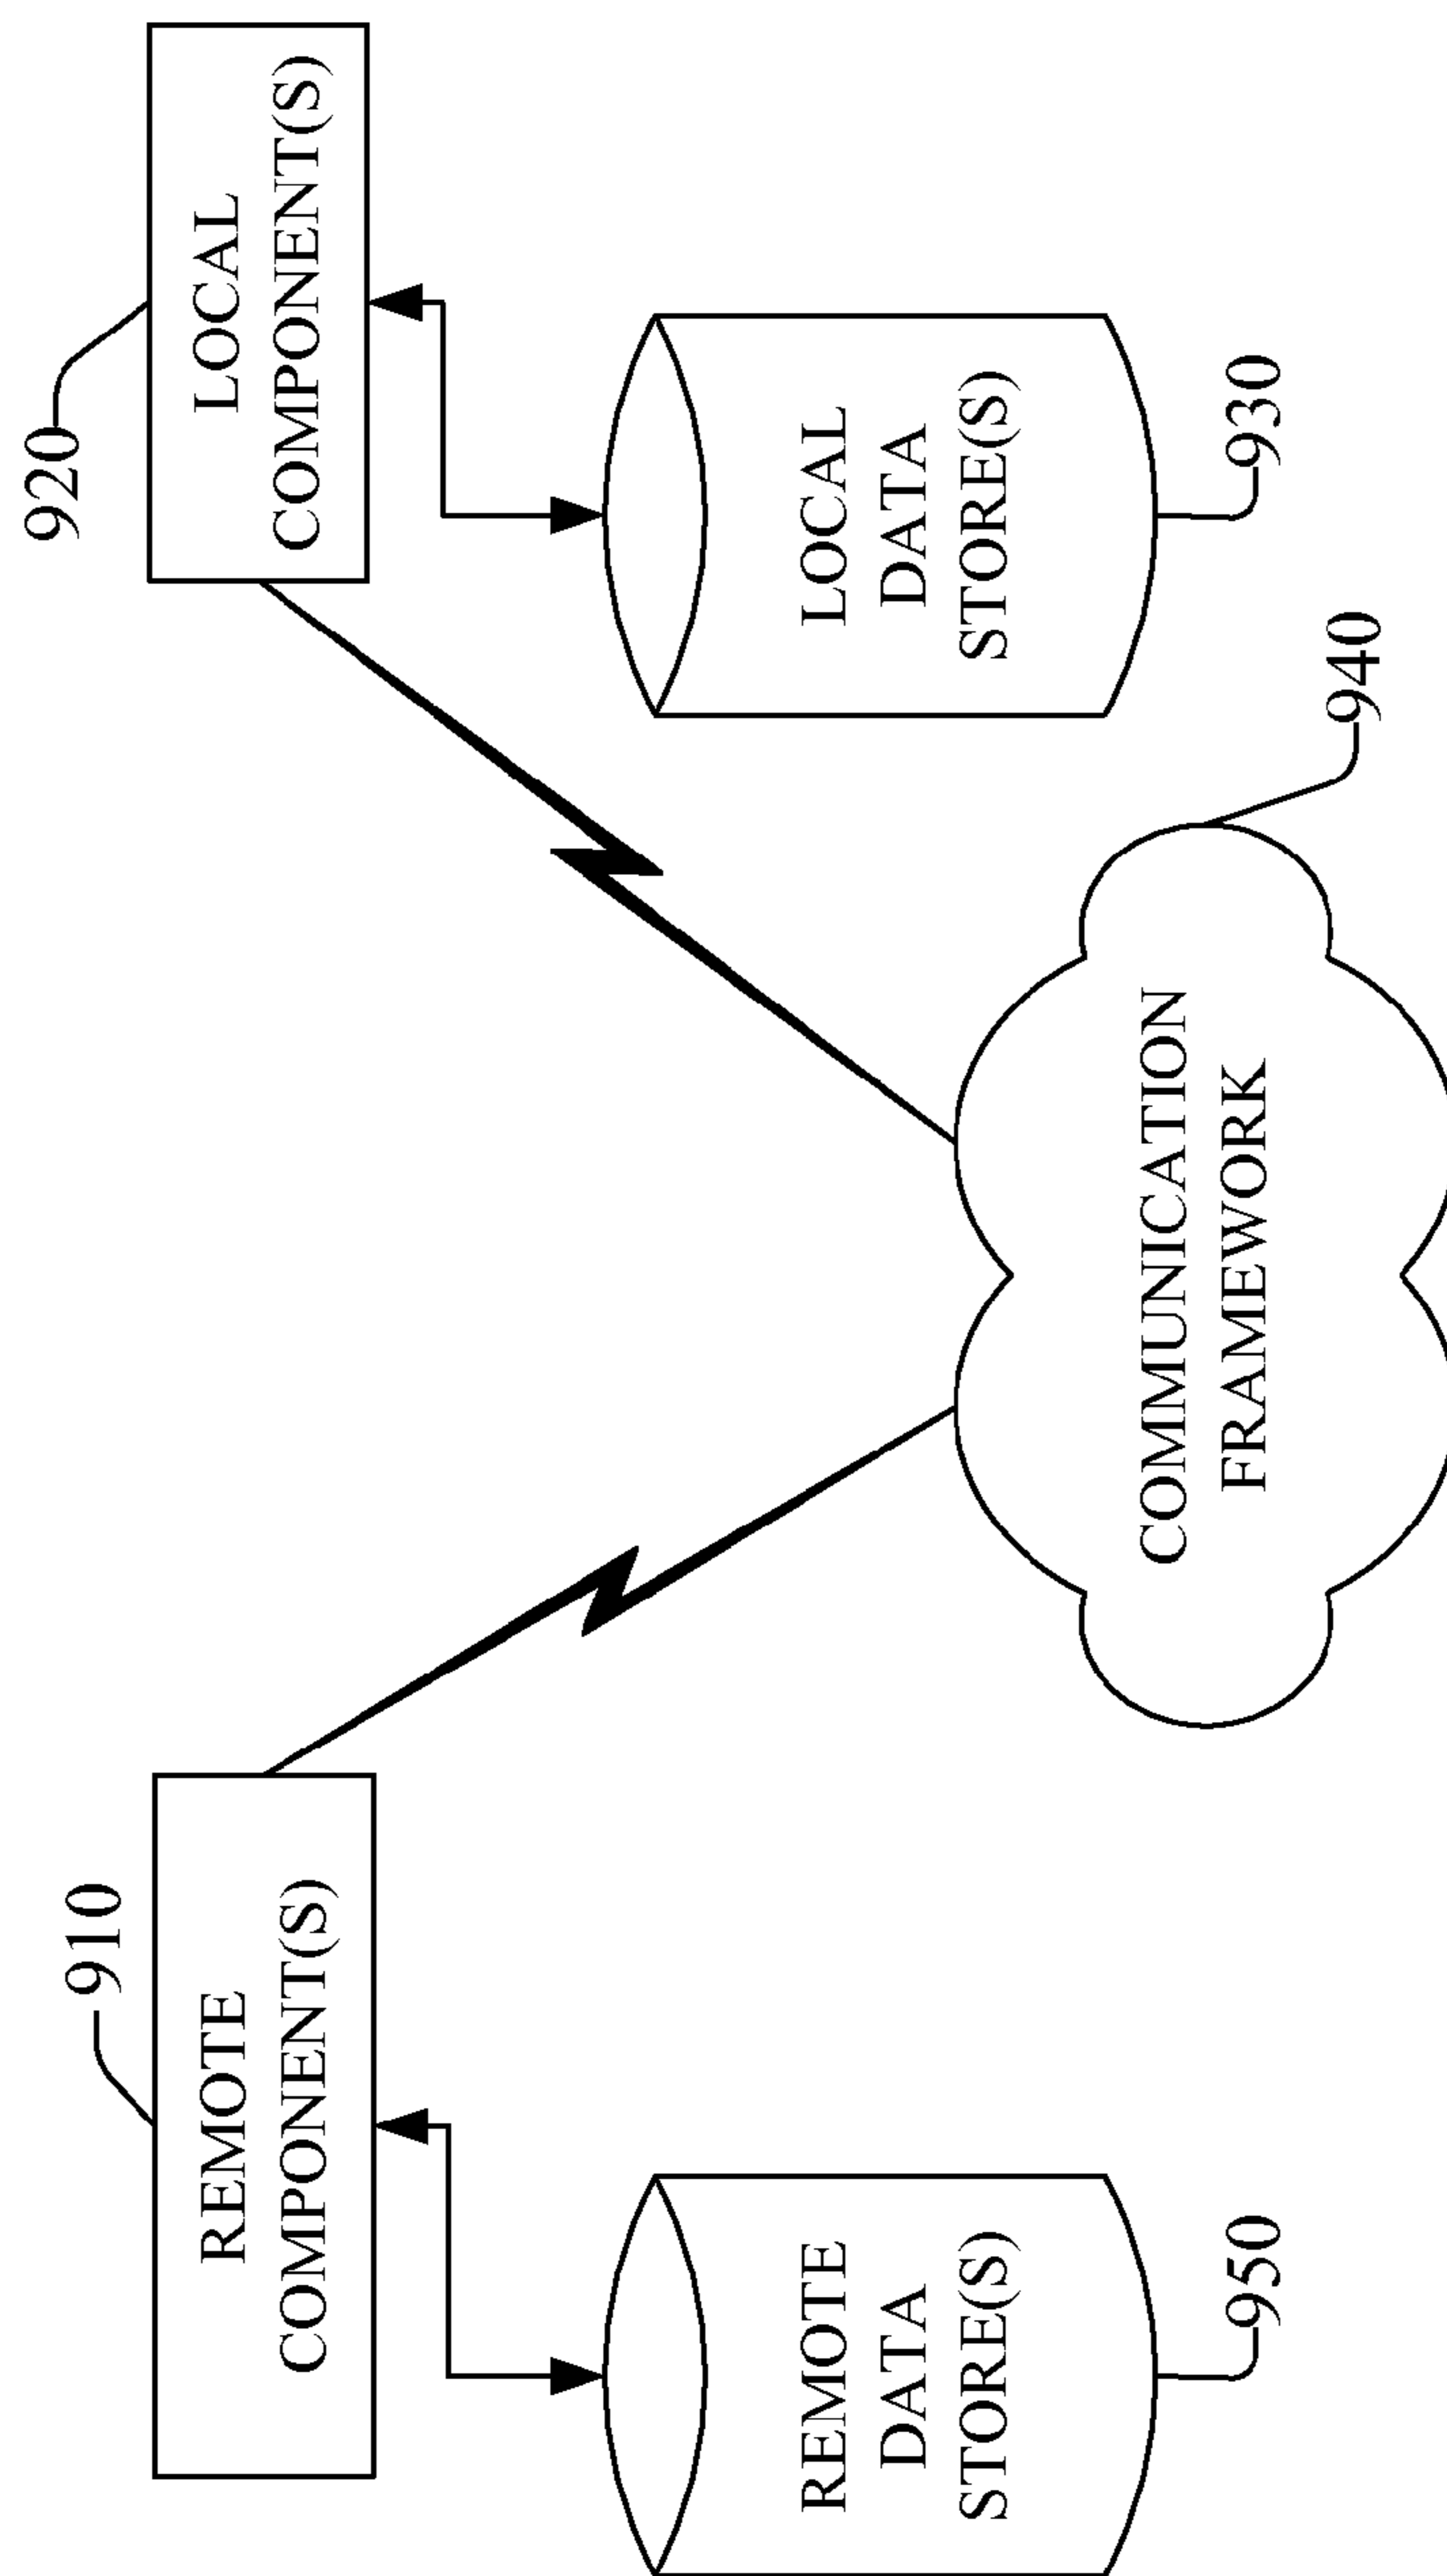 910
REMOTE
COMPONENT(S)
920
LOCAL
COMPONENT(S)
REMOTE
DATA
STORE(S)
950
LOCAL
DATA
STORE(S)
930
COMMUNICATION
FRAMEWORK
940